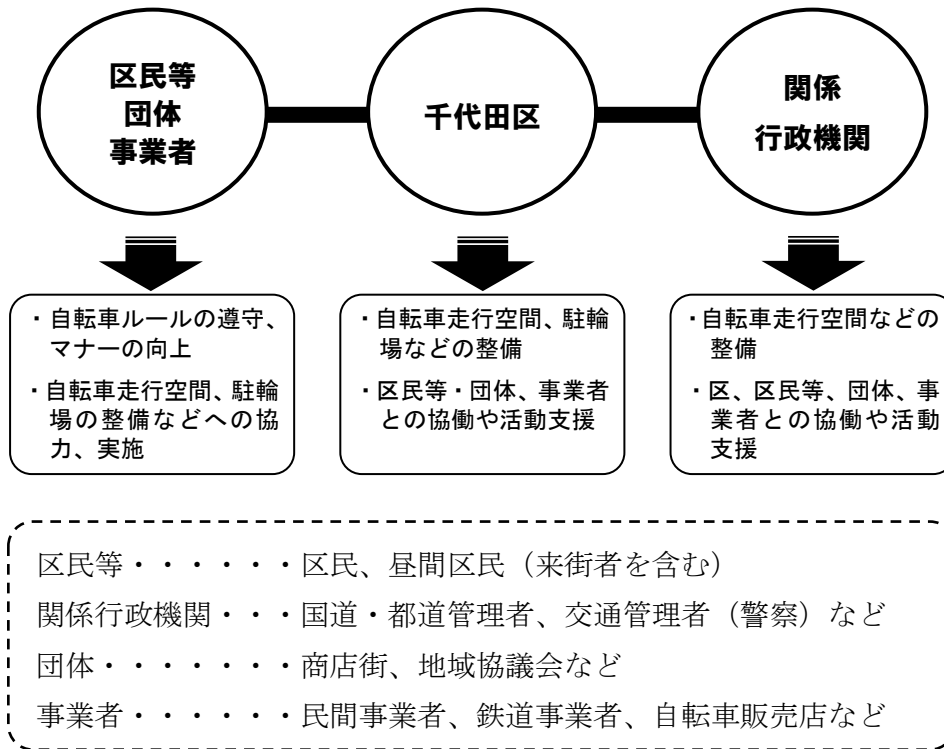 区民等
団体
事業者
千代田区
関係
行政機関
・自転車ルールの遵守、
マナーの向上
・自転車走行空間、駐輪
場の整備などへの協
力、実施
・自転車走行空間、駐輪
場などの整備
・区民等・団体、事業者
との協働や活動支援
・自転車走行空間などの
整備
・区、区民等、団体、事
業者との協働や活動
支援
区民等・・・・・・区民、昼間区民（来街者を含む）
関係行政機関・・・国道・都道管理者、交通管理者（警察）など
団体・・・・・・・商店街、地域協議会など
事業者・・・・・・民間事業者、鉄道事業者、自転車販売店など